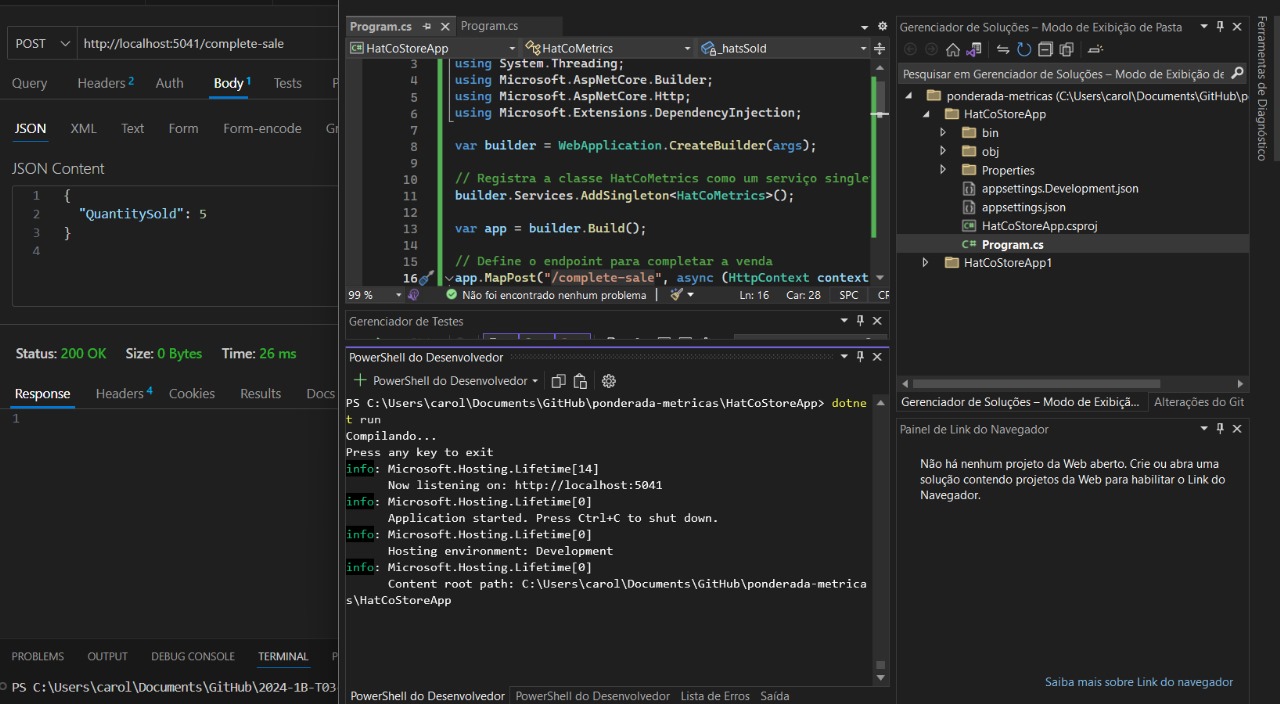 POST
http://localhost:5041/complete-sale
Query
Headers 2
Auth
Body 1
Tests
JSON
XML
Text
Form
Form-encode
JSON Content
1 {
2 "QuantitySold": 5
3 }
4
Status: 200 OK Size: 0 Bytes Time: 26 ms
Response
Headers 4
Cookies
Results
Docs
1
PROBLEMS
OUTPUT
DEBUG CONSOLE
TERMINAL
PS C:\Users\carol\Documents\GitHub\2024-1B-T03
Program.cs
Program.cs
HatCoStoreApp
HatCoMetrics
_hatsSold
3 using System.Threading;
4 using Microsoft.AspNetCore.Builder;
5 using Microsoft.AspNetCore.Http;
6 using Microsoft.Extensions.DependencyInjection;
7
8 var builder = WebApplication.CreateBuilder(args);
9
10 // Registra a classe HatCoMetrics como um serviço singlet
11 builder.Services.AddSingleton<HatCoMetrics>();
12
13 var app = builder.Build();
14
15 // Define o endpoint para completar a venda
16 app.MapPost("/complete-sale", async (HttpContext context
99 %
Não foi encontrado nenhum problema
Ln: 16
Car: 28
SPC
Gerenciador de Testes
PowerShell do Desenvolvedor
PowerShell do Desenvolvedor
PS C:\Users\carol\Documents\GitHub\ponderada-metricas\HatCoStoreApp> dotne
t run
Compilando...
Press any key to exit
info: Microsoft.Hosting.Lifetime[14]
Now listening on: http://localhost:5041
info: Microsoft.Hosting.Lifetime[0]
Application started. Press Ctrl+C to shut down.
info: Microsoft.Hosting.Lifetime[0]
Hosting environment: Development
info: Microsoft.Hosting.Lifetime[0]
Content root path: C:\Users\carol\Documents\GitHub\ponderada-metrica
s\HatCoStoreApp
PowerShell do Desenvolvedor
PowerShell do Desenvolvedor
Lista de Erros
Saída
Gerenciador de Soluções – Modo de Exibição de Pasta
Pesquisar em Gerenciador de Soluções – Modo de Exibição de
ponderada-metricas (C:\Users\carol\Documents\GitHub\p
HatCoStoreApp
bin
obj
Properties
appsettings.Development.json
appsettings.json
HatCoStoreApp.csproj
C# Program.cs
HatCoStoreApp1
Gerenciador de Soluções – Modo de Exibiçã...
Alterações do Git
Painel de Link do Navegador
Não há nenhum projeto da Web aberto. Crie ou abra uma
solução contendo projetos da Web para habilitar o Link do
Navegador.
Saiba mais sobre Link do navegador
Ferramentas de Diagnóstico